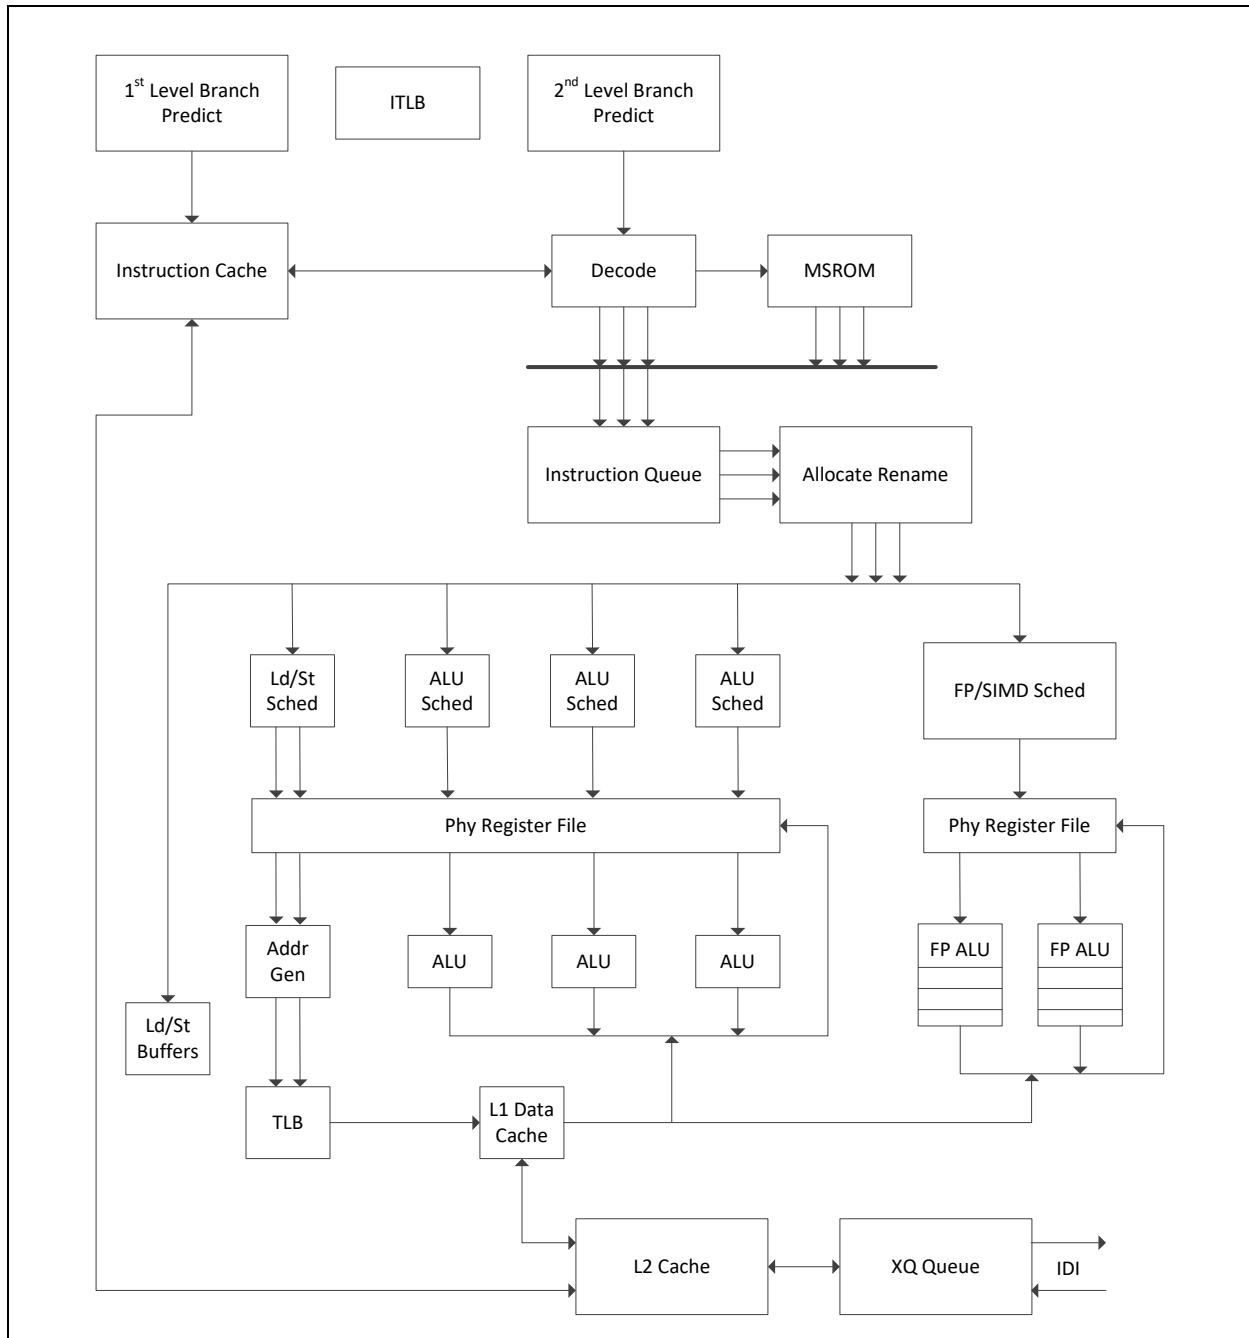 1st Level Branch
Predict
ITLB
2nd Level Branch
Predict
Instruction Cache
Decode
MSROM
Instruction Queue
Allocate Rename
Ld/St
Sched
ALU
Sched
ALU
Sched
ALU
Sched
FP/SIMD Sched
Phy Register File
Phy Register File
Addr
Gen
ALU
ALU
ALU
FP ALU
FP ALU
Ld/St
Buffers
TLB
L1 Data
Cache
L2 Cache
XQ Queue
IDI